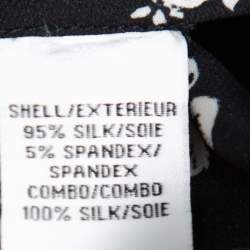 SHELL/EXTERIEUR
95% SILK/SOIE
5% SPANDEX/
SPANDEX
COMBO/COMBO
100% SILK/SOIE